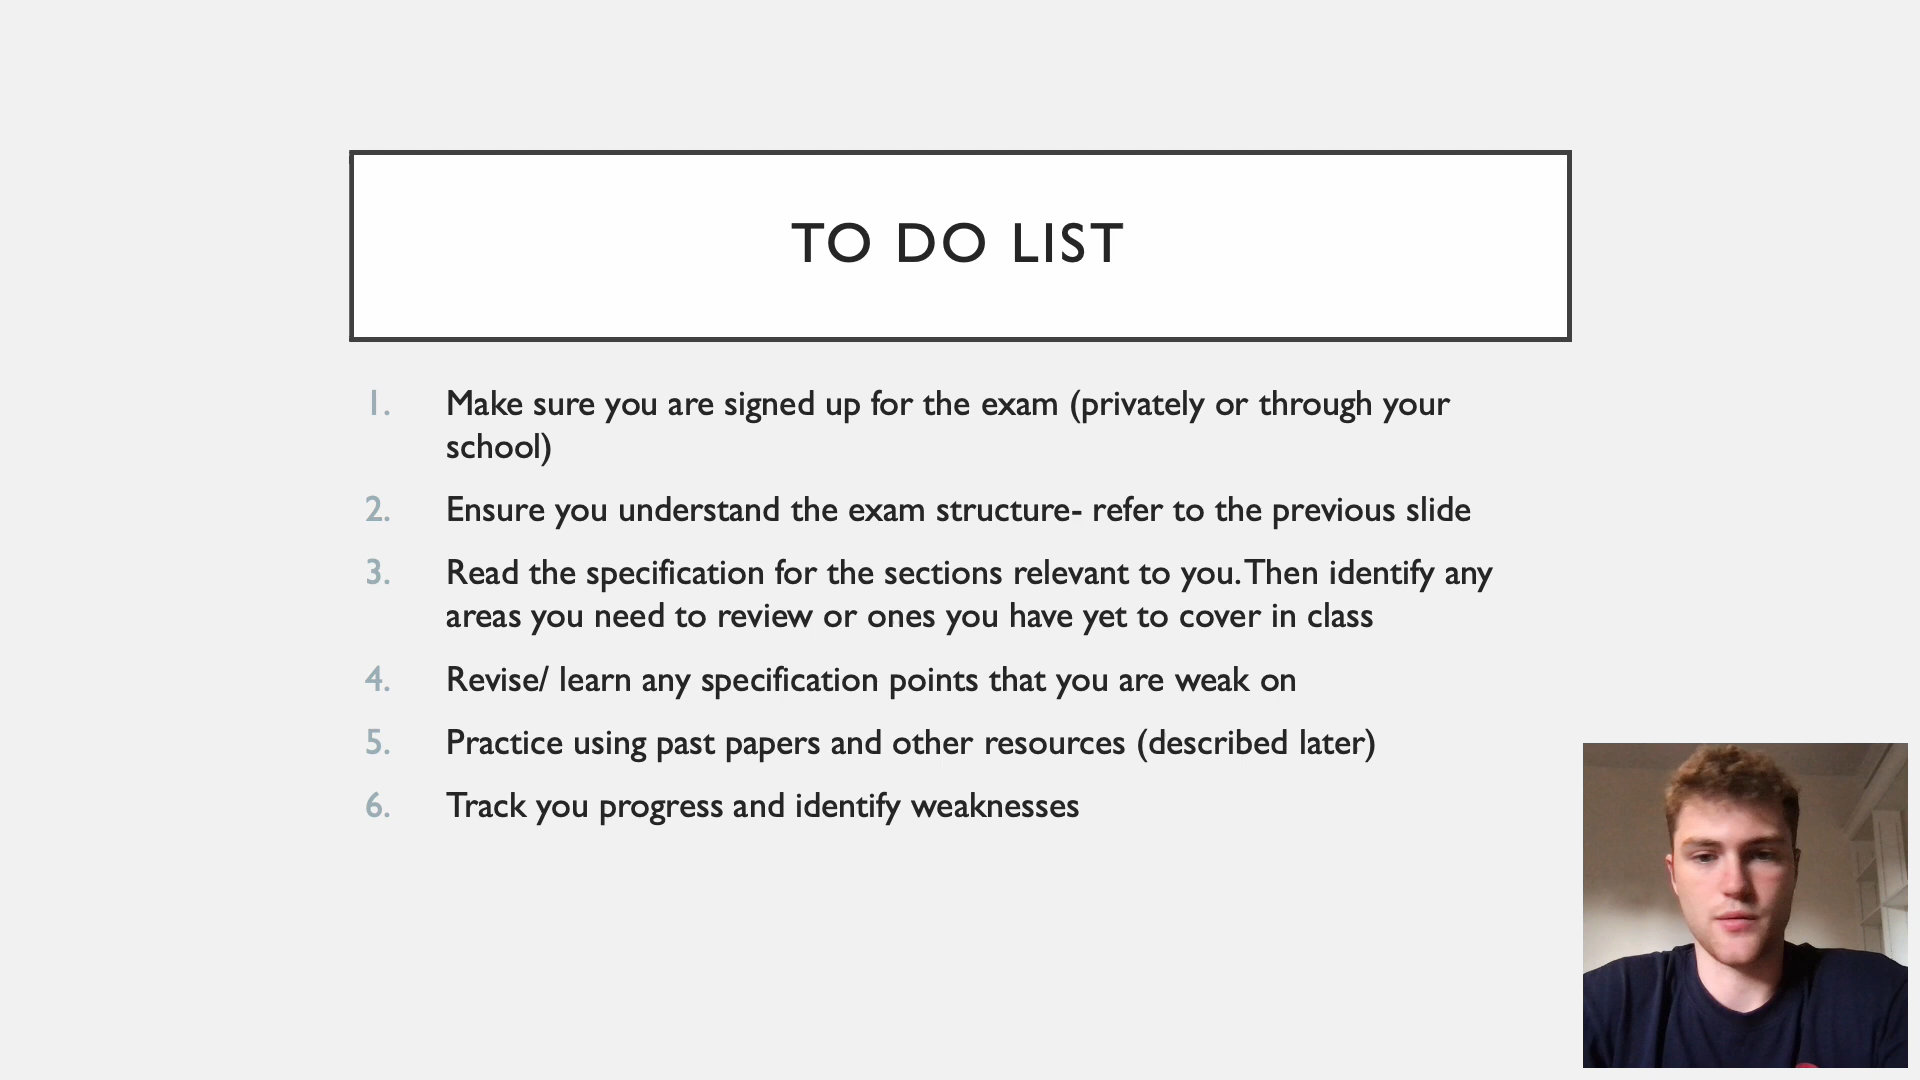 TO DO LIST
1. Make sure you are signed up for the exam (privately or through your
school)
2. Ensure you understand the exam structure- refer to the previous slide
3. Read the specification for the sections relevant to you. Then identify any
areas you need to review or ones you have yet to cover in class
4. Revise/ learn any specification points that you are weak on
5. Practice using past papers and other resources (described later)
6. Track you progress and identify weaknesses